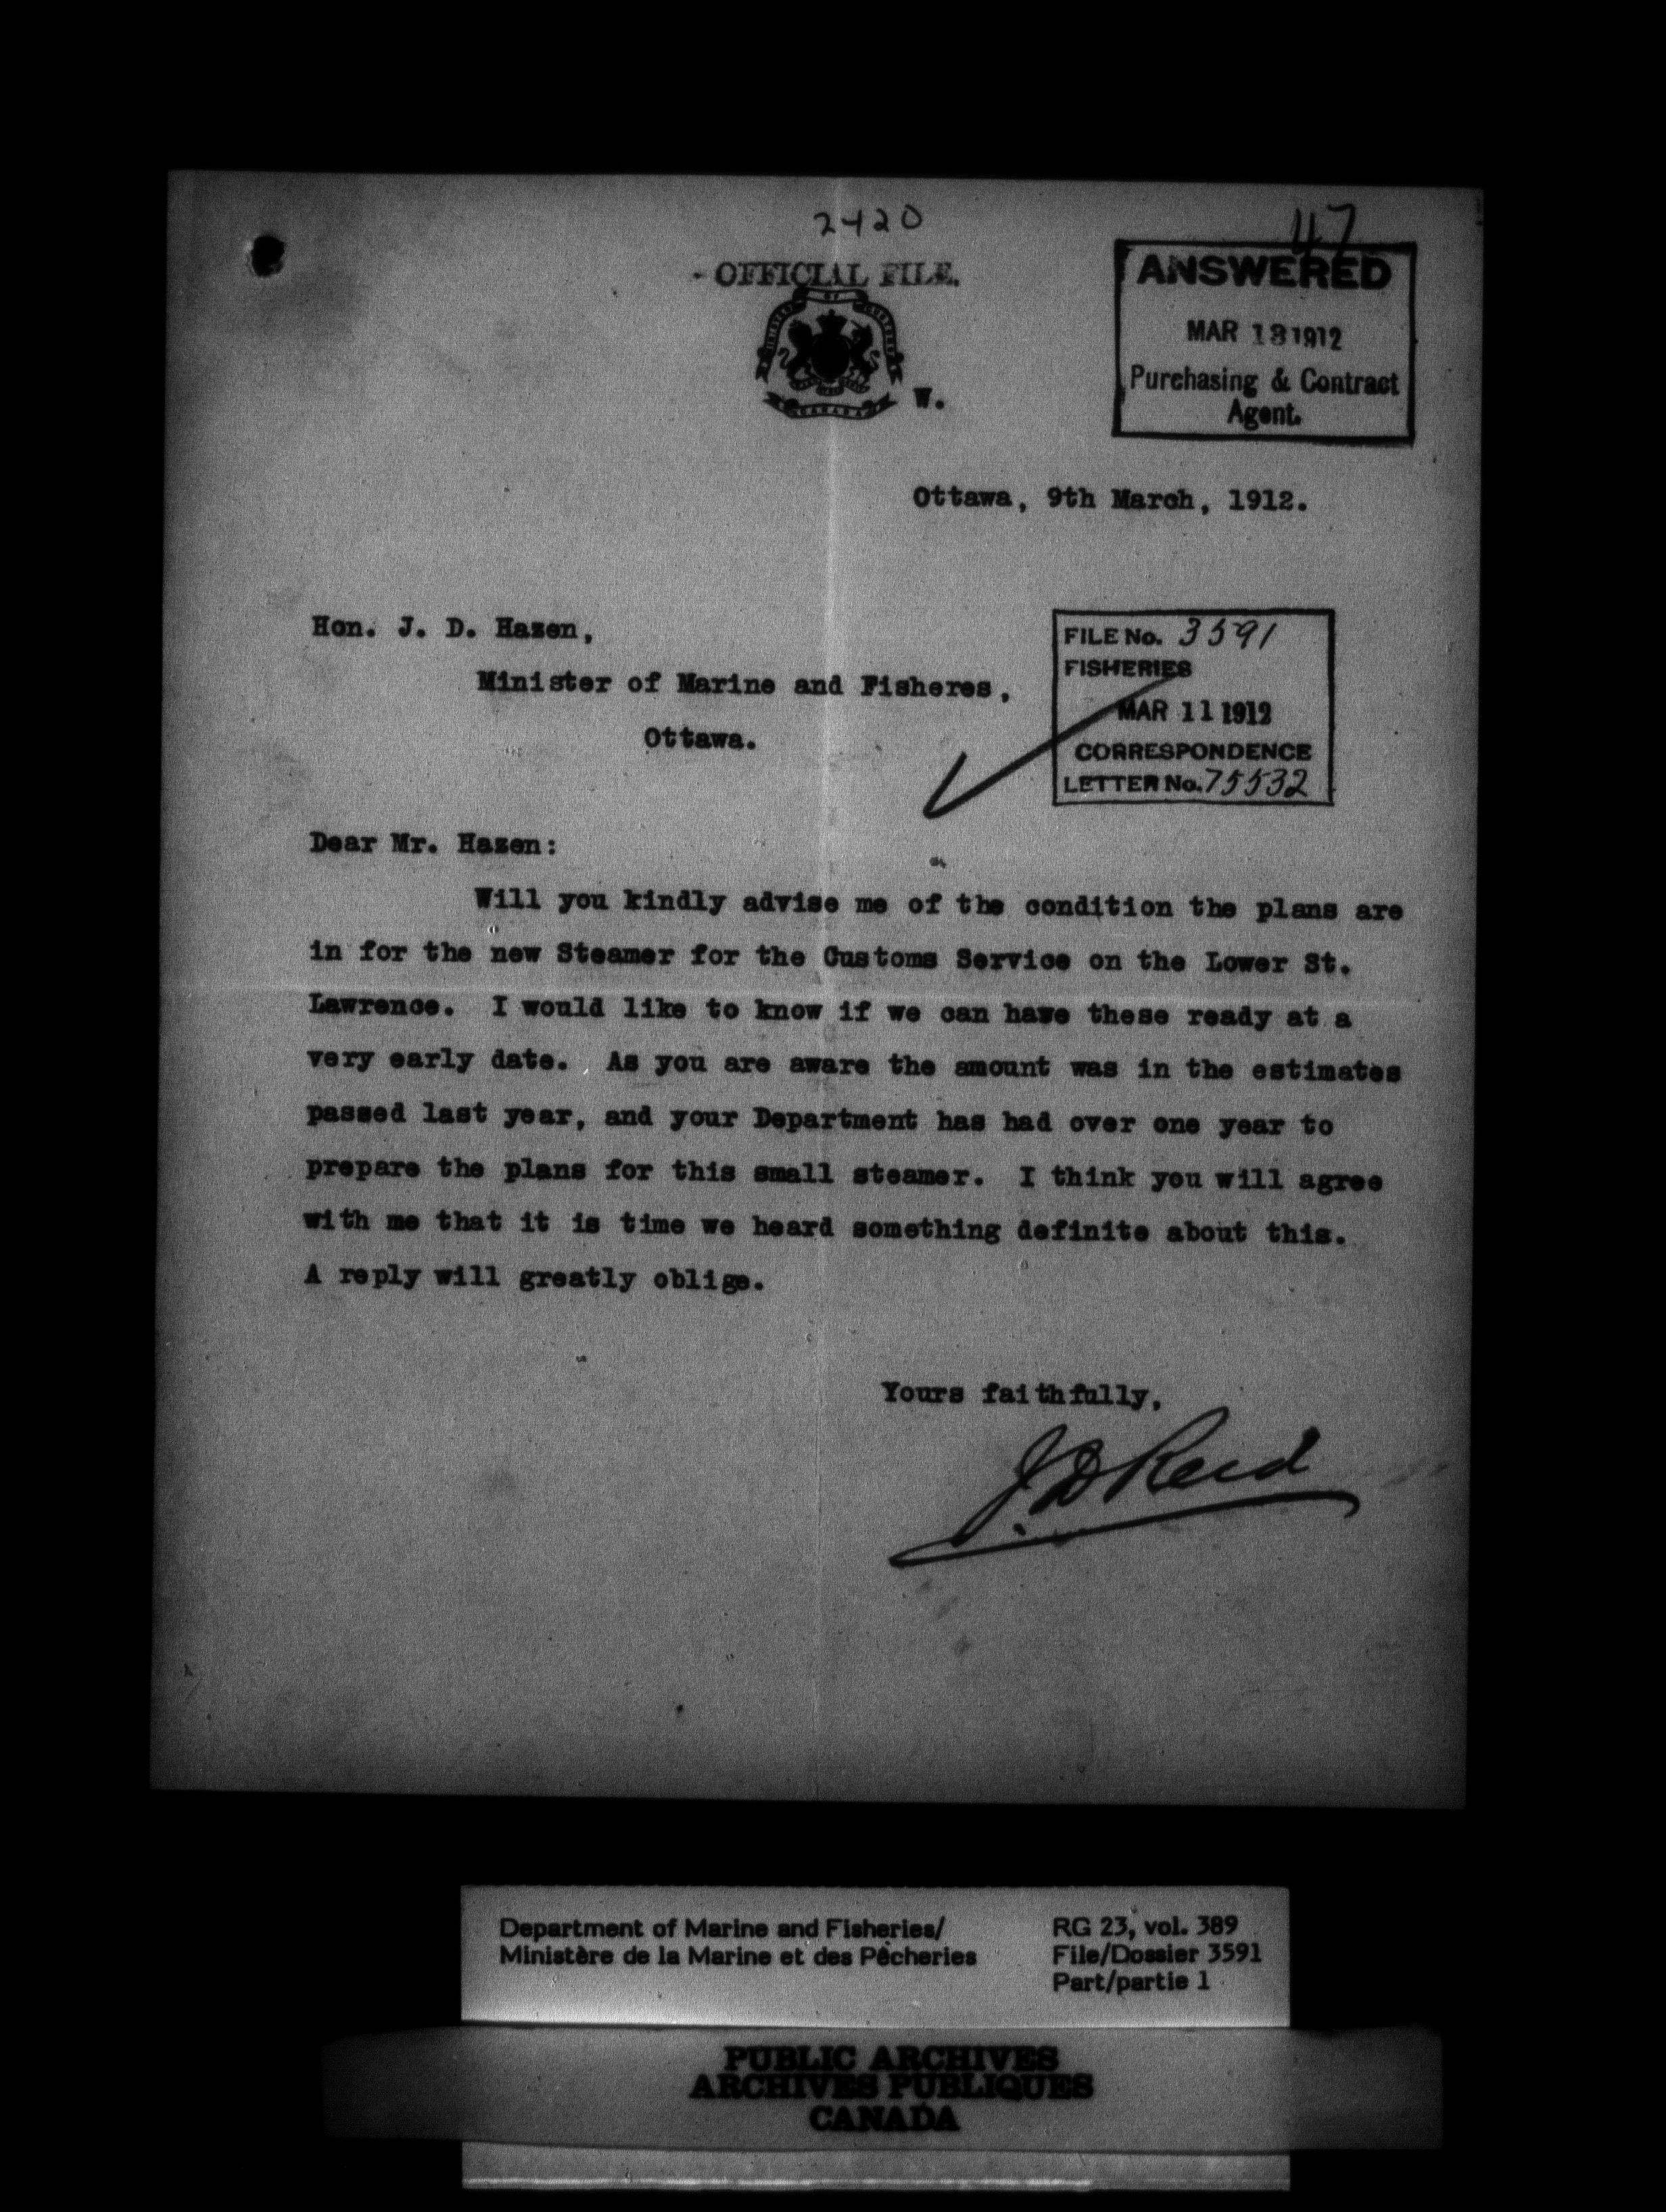 2420
47
OFFICIAL FILE.
MINISTER OF CUSTOMS
CANADA
W.
ANSWERED
MAR 13 1912
Purchasing & Contract
Agent.
Ottawa, 9th March, 1912.
Hon. J. D. Hazen,
Minister of Marine and Fisheres,
Ottawa.
FILE No. 3591
FISHERIES
MAR 11 1912
CORRESPONDENCE
LETTER No. 75532
Dear Mr. Hazen:
Will you kindly advise me of the condition the plans are
in for the new Steamer for the Customs Service on the Lower St.
Lawrence. I would like to know if we can have these ready at a
very early date. As you are aware the amount was in the estimates
passed last year, and your Department has had over one year to
prepare the plans for this small steamer. I think you will agree
with me that it is time we heard something definite about this.
A reply will greatly oblige.
Yours faithfully,
J. D. Reid
Department of Marine and Fisheries/
Ministère de la Marine et des Pêcheries
RG 23, vol. 389
File/Dossier 3591
Part/partie 1
PUBLIC ARCHIVES
ARCHIVES PUBLIQUES
CANADA